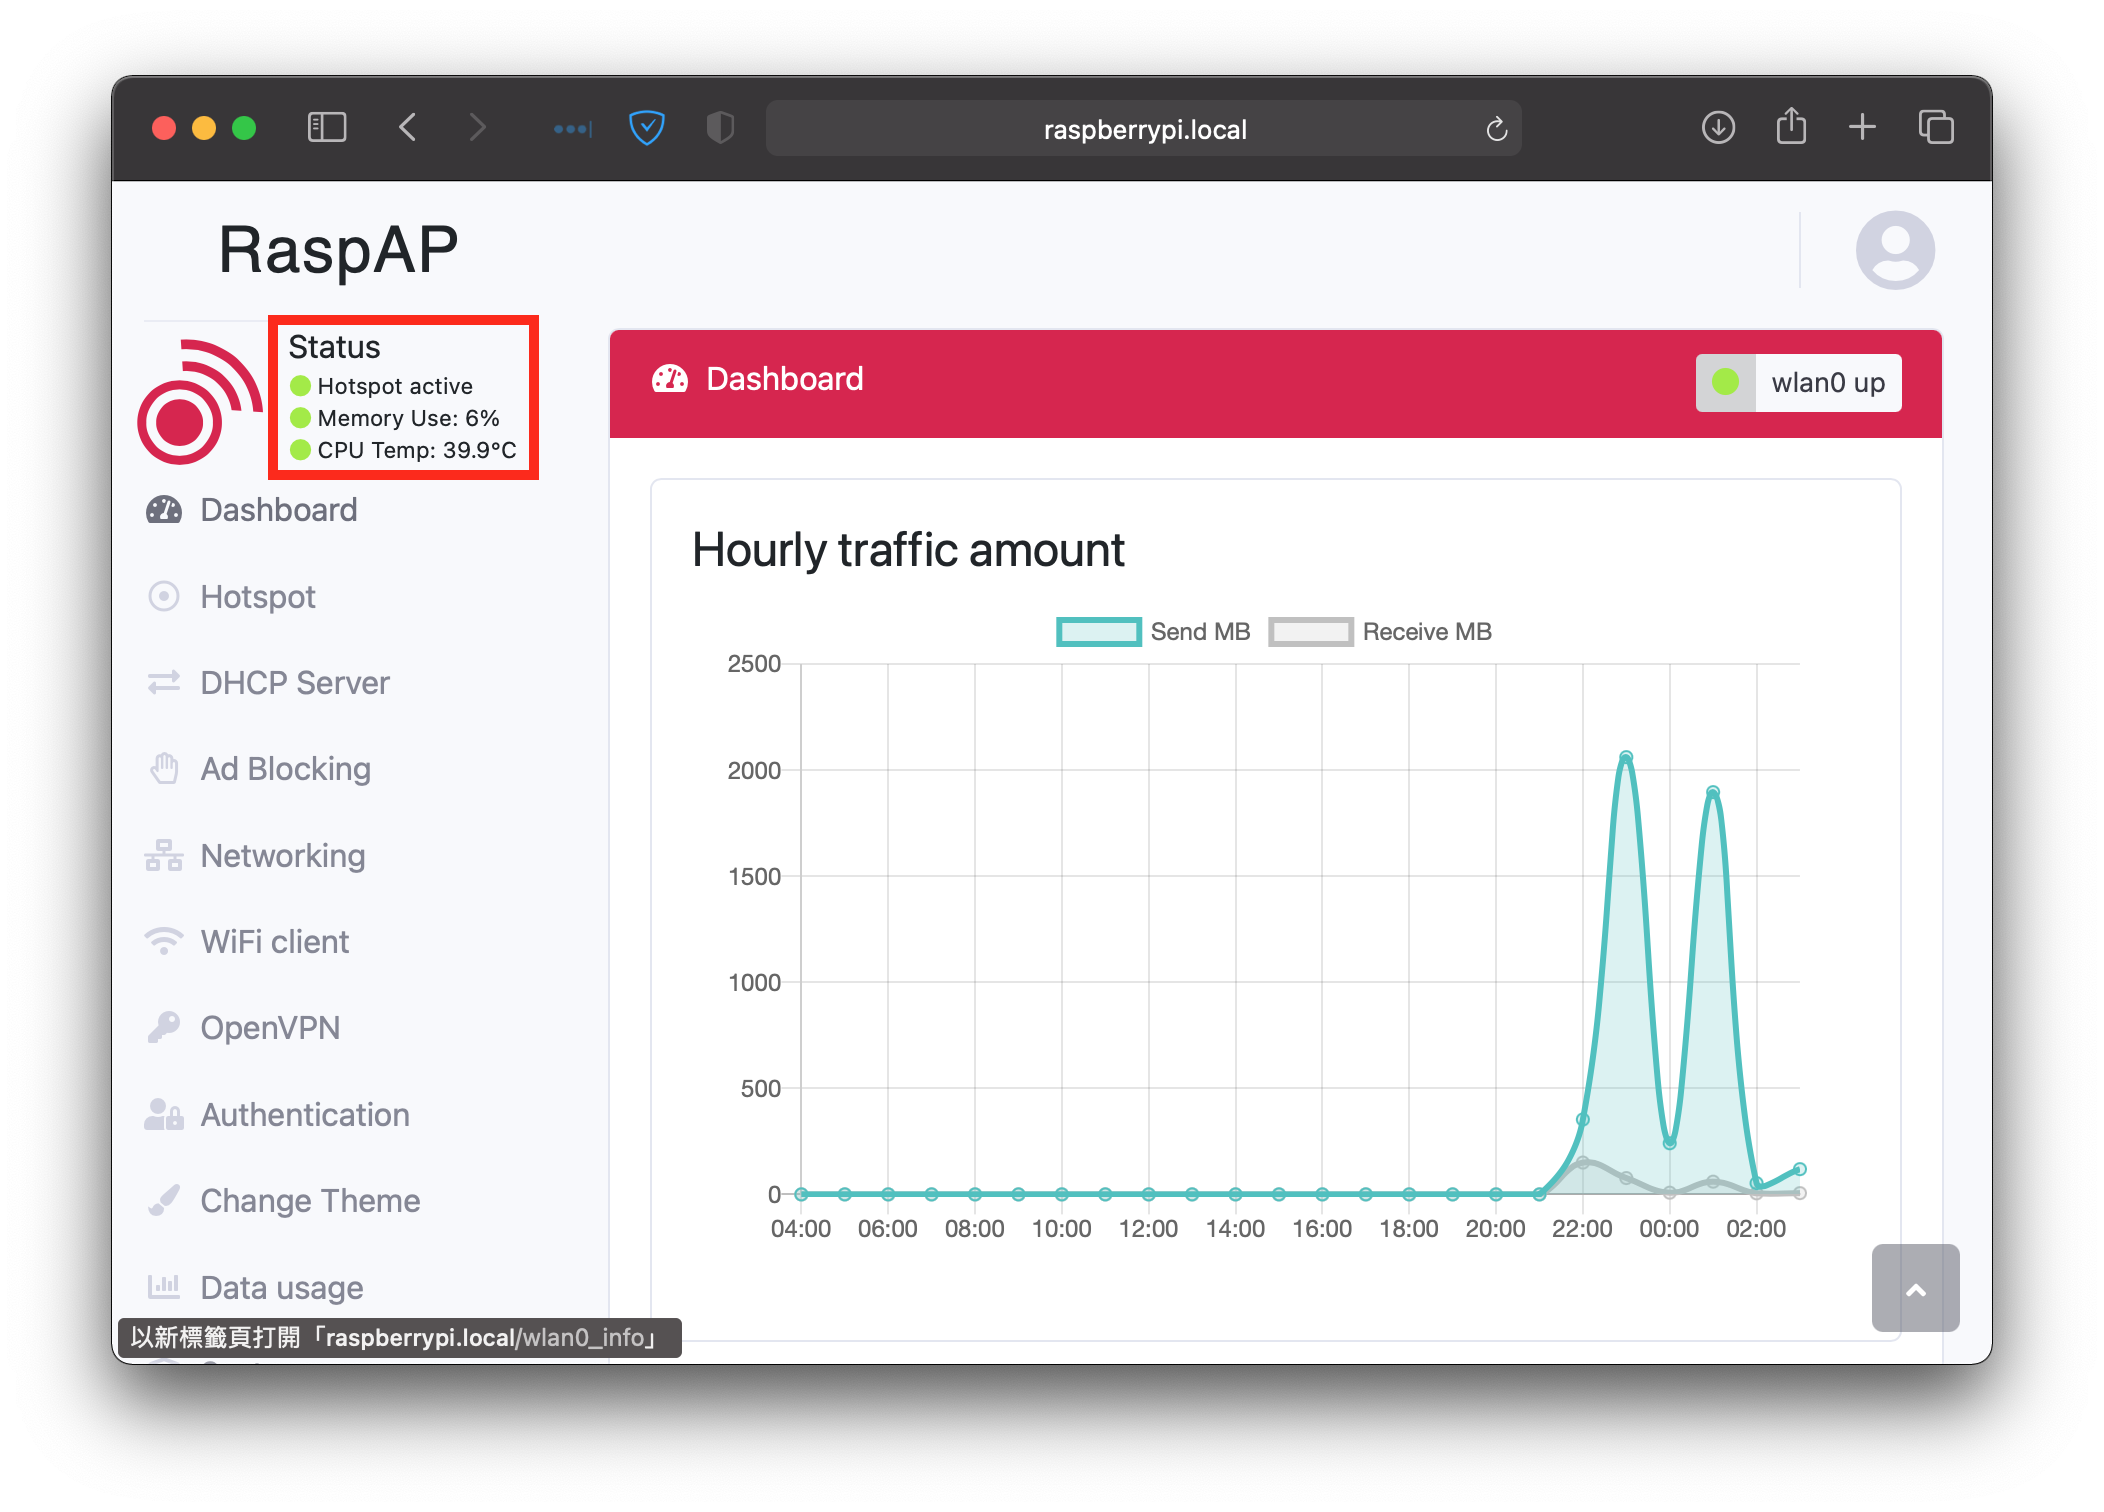 raspberrypi.local
RaspAP
Status
Hotspot active
Memory Use: 6%
CPU Temp: 39.9°C
Dashboard
Hotspot
DHCP Server
Ad Blocking
Networking
WiFi client
OpenVPN
Authentication
Change Theme
Data usage
以新標籤頁打開「raspberrypi.local/wlan0_info」
Dashboard
wlan0 up
Hourly traffic amount
Send MB Receive MB
2500
2000
1500
1000
500
0
04:00 06:00 08:00 10:00 12:00 14:00 16:00 18:00 20:00 22:00 00:00 02:00